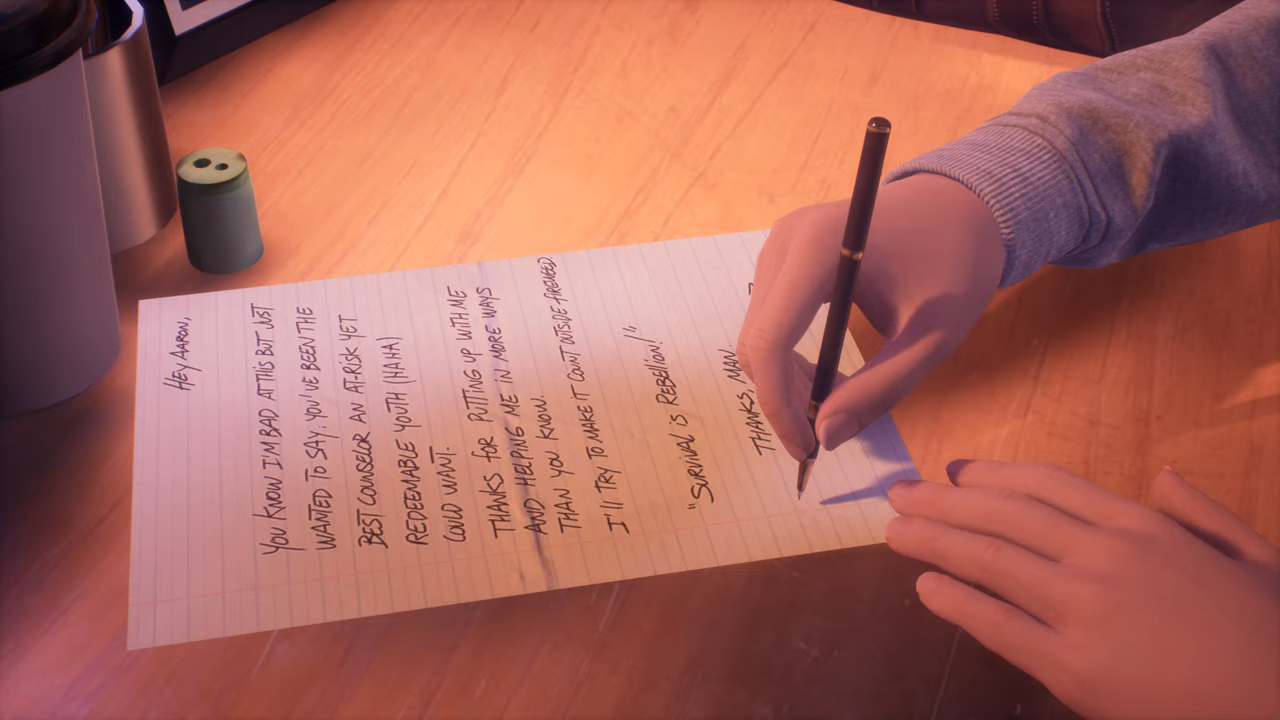 HEY AARON,
YOU KNOW I'M BAD AT THIS BUT JUST
WANTED TO SAY, YOU'VE BEEN THE
BEST COUNSELOR AN AT-RISK YET
REDEEMABLE YOUTH (HAHA)
COULD WANT.
THANKS FOR PUTTING UP WITH ME
AND HELPING ME IN MORE WAYS
THAN YOU KNOW.
I'LL TRY TO MAKE IT COUNT OUTSIDE FIREWEED
"SURVIVAL IS REBELLION!"
THANKS, MAN.